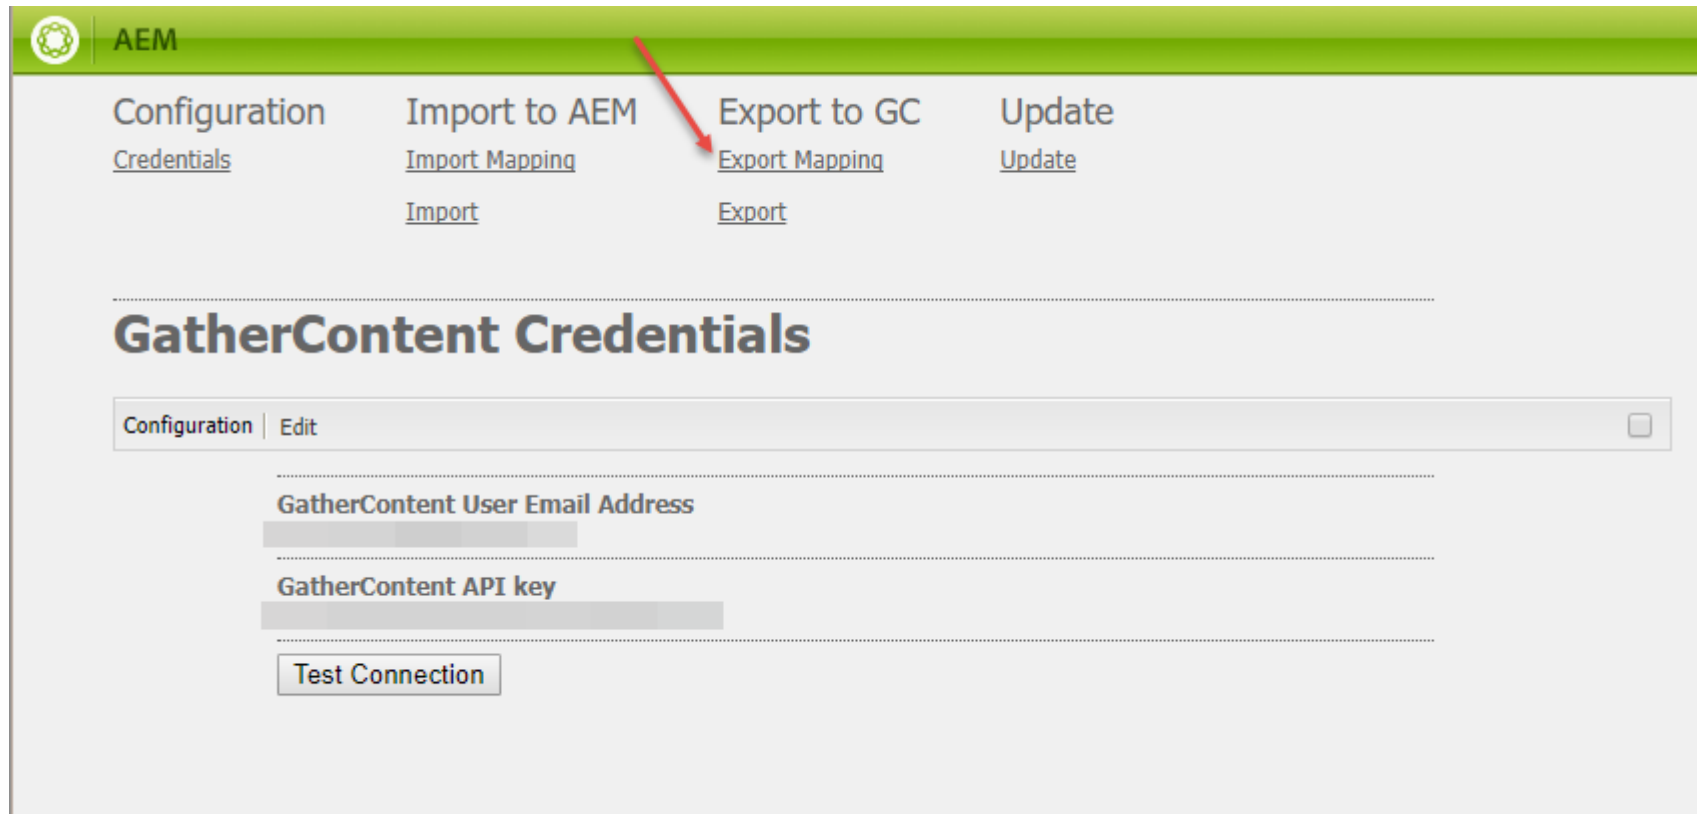 AEM
Configuration Import to AEM Export to GC Update
Credentials Import Mapping Export Mapping Update
Import Export
GatherContent Credentials
Configuration Edit
GatherContent User Email Address
GatherContent API key
Test Connection